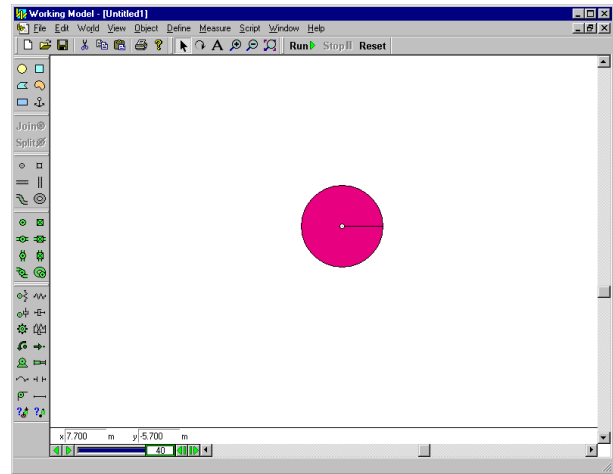 Working Model - [Untitled1]
File Edit World View Object Define Measure Script Window Help
A Run Stop II Reset
Join
Split
x 7.700 m y -5.700 m
40